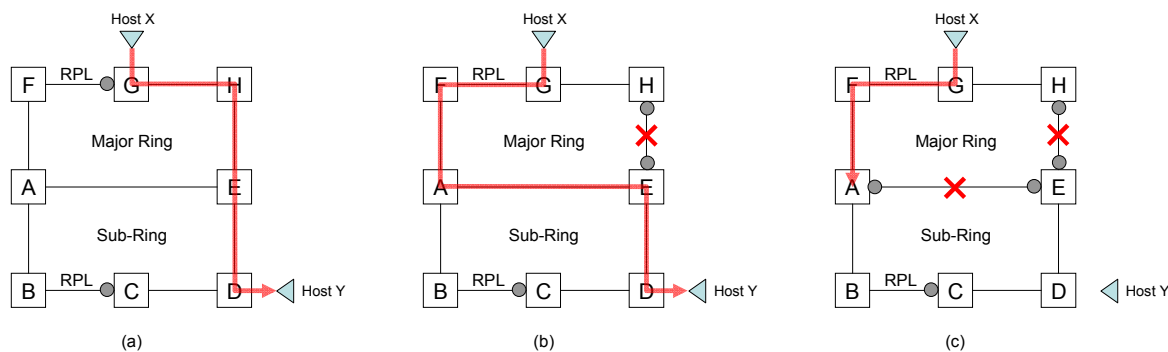 Host X
F RPL G H
Major Ring
A E
Sub-Ring
B RPL C D Host Y
(a)
Host X
F RPL G H
Major Ring
A E
Sub-Ring
B RPL C D Host Y
(b)
Host X
F RPL G H
Major Ring
A E
Sub-Ring
B RPL C D Host Y
(c)